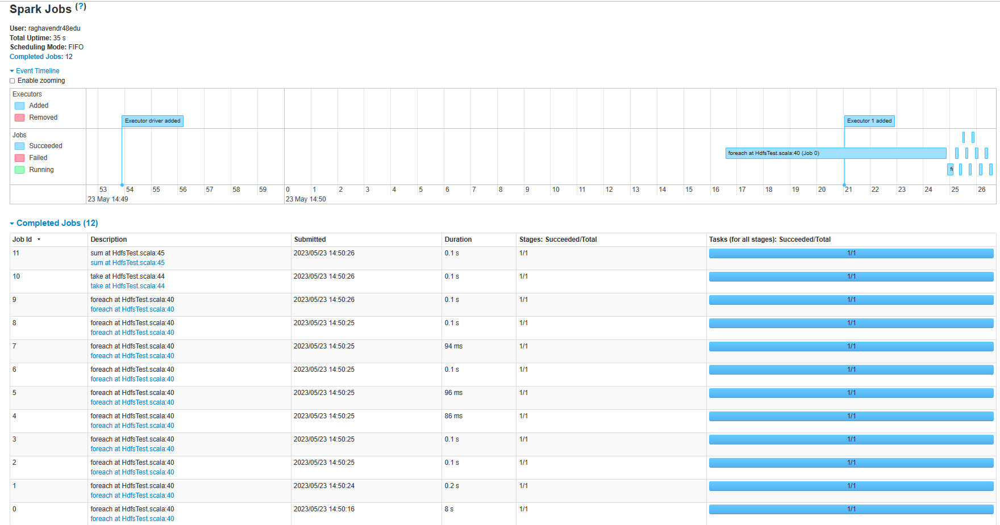 Spark Jobs (?)
User: raghavendr48edu
Total Uptime: 35 s
Scheduling Mode: FIFO
Completed Jobs: 12
Event Timeline
Enable zooming
Executors
Added
Removed
Executor driver added
Executor 1 added
Jobs
Succeeded
Failed
Running
foreach at HdfsTest.scala:40 (Job 0)
53 54 55 56 57 58 59 0 1 2 3 4 5 6 7 8 9 10 11 12 13 14 15 16 17 18 19 20 21 22 23 24 25 26
23 May 14:49 23 May 14:50
Completed Jobs (12)
Job Id Description Submitted Duration Stages: Succeeded/Total Tasks (for all stages): Succeeded/Total
11 sum at HdfsTest.scala:45 2023/05/23 14:50:26 0.1 s 1/1 1/1
sum at HdfsTest.scala:45
10 take at HdfsTest.scala:44 2023/05/23 14:50:26 0.1 s 1/1 1/1
take at HdfsTest.scala:44
9 foreach at HdfsTest.scala:40 2023/05/23 14:50:26 0.1 s 1/1 1/1
foreach at HdfsTest.scala:40
8 foreach at HdfsTest.scala:40 2023/05/23 14:50:25 0.1 s 1/1 1/1
foreach at HdfsTest.scala:40
7 foreach at HdfsTest.scala:40 2023/05/23 14:50:25 94 ms 1/1 1/1
foreach at HdfsTest.scala:40
6 foreach at HdfsTest.scala:40 2023/05/23 14:50:25 0.1 s 1/1 1/1
foreach at HdfsTest.scala:40
5 foreach at HdfsTest.scala:40 2023/05/23 14:50:25 96 ms 1/1 1/1
foreach at HdfsTest.scala:40
4 foreach at HdfsTest.scala:40 2023/05/23 14:50:25 86 ms 1/1 1/1
foreach at HdfsTest.scala:40
3 foreach at HdfsTest.scala:40 2023/05/23 14:50:25 0.1 s 1/1 1/1
foreach at HdfsTest.scala:40
2 foreach at HdfsTest.scala:40 2023/05/23 14:50:25 0.1 s 1/1 1/1
foreach at HdfsTest.scala:40
1 foreach at HdfsTest.scala:40 2023/05/23 14:50:24 0.2 s 1/1 1/1
foreach at HdfsTest.scala:40
0 foreach at HdfsTest.scala:40 2023/05/23 14:50:16 8 s 1/1 1/1
foreach at HdfsTest.scala:40